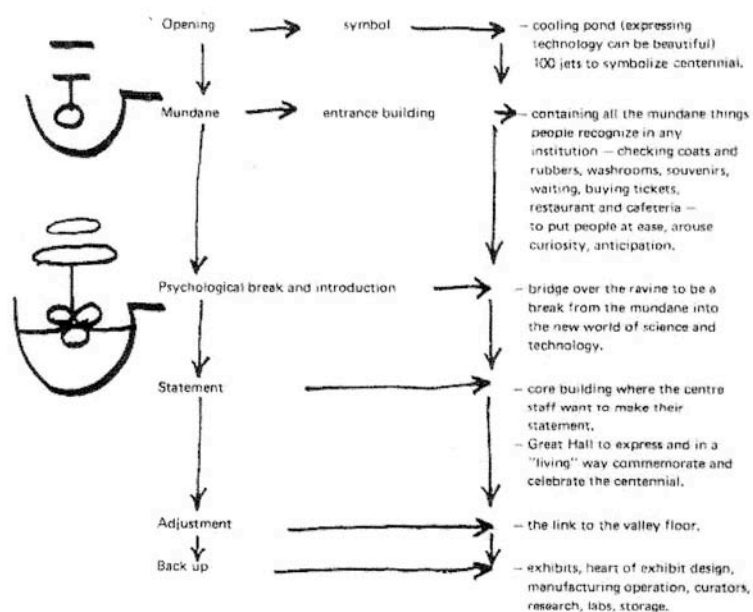 Opening symbol – cooling pond (expressing
technology can be beautiful)
100 jets to symbolize centennial.
Mundane entrance building – containing all the mundane things
people recognize in any
institution – checking coats and
rubbers, washrooms, souvenirs,
waiting, buying tickets,
restaurant and cafeteria –
to put people at ease, arouse
curiosity, anticipation.
Psychological break and introduction – bridge over the ravine to be a
break from the mundane into
the new world of science and
technology.
Statement – core building where the centre
staff want to make their
statement.
– Great Hall to express and in a
"living" way commemorate and
celebrate the centennial.
Adjustment – the link to the valley floor.
Back up – exhibits, heart of exhibit design,
manufacturing operation, curators,
research, labs, storage.